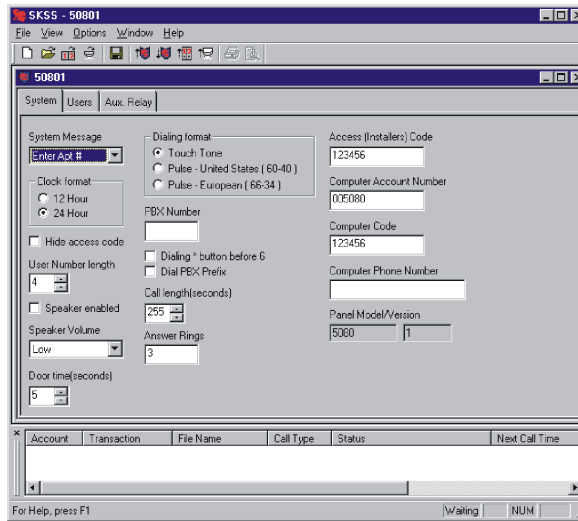 SKSS - 50801
File View Options Window Help
50801
System Users Aux. Relay
System Message
Enter Apt #
Clock format
12 Hour
24 Hour
Hide access code
User Number length
4
Speaker enabled
Speaker Volume
Low
Door time(seconds)
5
Dialing format
Touch Tone
Pulse - United States ( 60-40 )
Pulse - European ( 66-34 )
PBX Number
Dialing * button before 6
Dial PBX Prefix
Call length(seconds)
255
Answer Rings
3
Access (Installers) Code
123456
Computer Account Number
005080
Computer Code
123456
Computer Phone Number
Panel Model/Version
5080 1
Account Transaction File Name Call Type Status Next Call Time
For Help, press F1 Waiting NUM